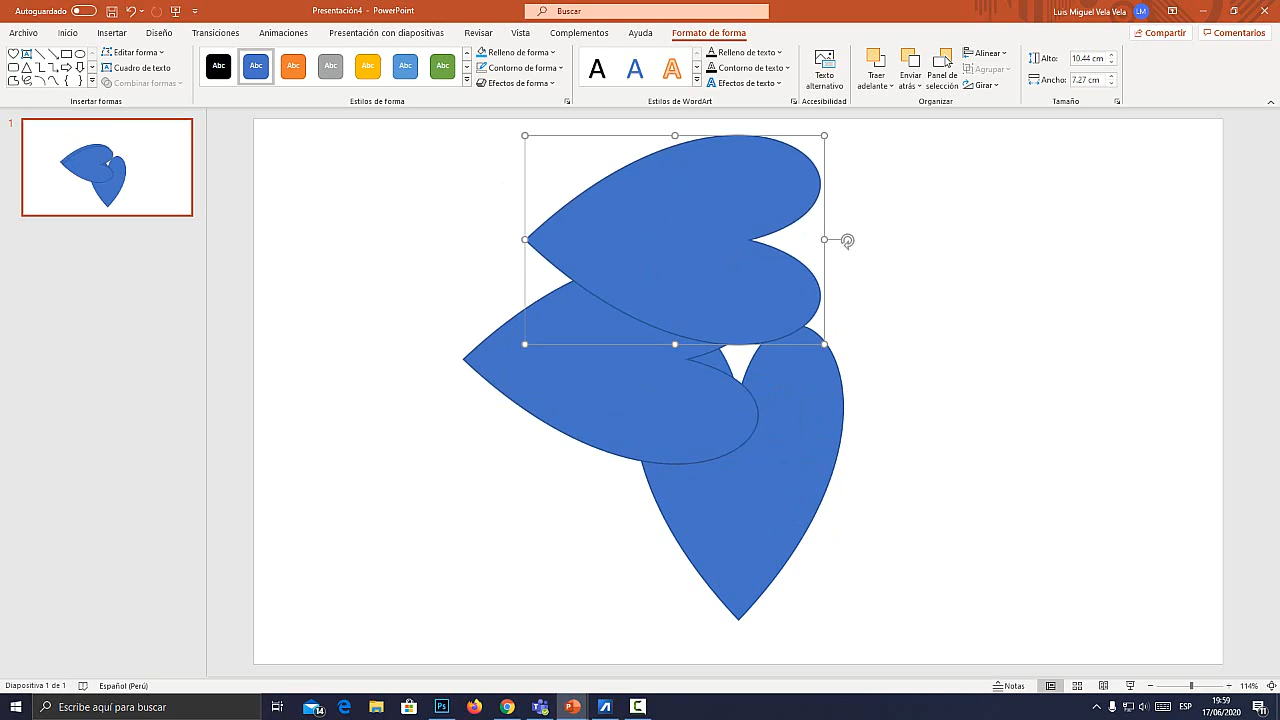 Autoguardado
Presentación4 - PowerPoint
Buscar
Luis Miguel Vela Vela
LM
Archivo
Inicio
Insertar
Diseño
Transiciones
Animaciones
Presentación con diapositivas
Revisar
Vista
Complementos
Ayuda
Formato de forma
Compartir
Comentarios
Editar forma
Cuadro de texto
Combinar formas
Insertar formas
Abc
Abc
Abc
Abc
Abc
Abc
Abc
Relleno de forma
Contorno de forma
Efectos de forma
Estilos de forma
A
A
A
Relleno de texto
Contorno de texto
Efectos de texto
Estilos de WordArt
Texto
alternativo
Accesibilidad
Traer
adelante
Enviar
atrás
Panel de
selección
Alinear
Agrupar
Girar
Organizar
Alto:
10.44 cm
Ancho:
7.27 cm
Tamaño
1
Diapositiva 1 de 1
Español (Perú)
Notas
114%
Escribe aquí para buscar
14
Ps
ESP
19:59
17/06/2020